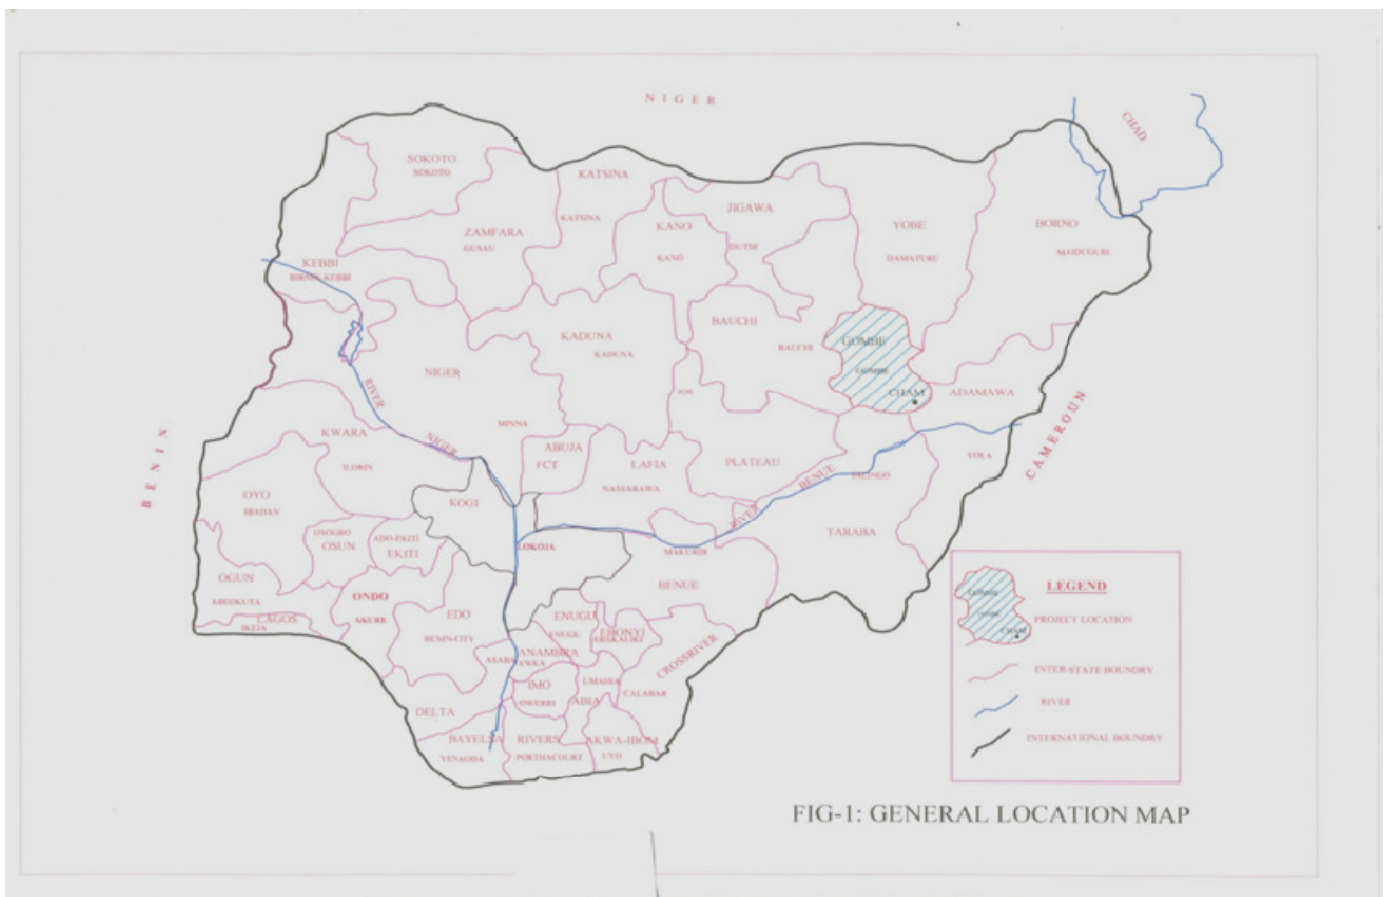 NIGER
CHAD
SOKOTO
SOKOTO
KATSINA
KATSINA
ZAMFARA
GUSAU
KANO
KANO
JIGAWA
DUTSE
YOBE
DAMATURU
BORNO
MAIDUGURI
KEBBI
BIRNIN KEBBI
BAUCHI
BAUCHI
KADUNA
KADUNA
GOMBE
GOMBE
CHAM
NIGER
MINNA
RIVER
NIGER
JOS
ADAMAWA
YOLA
CAMEROUN
BENIN
KWARA
ILORIN
ABUJA
FCT
LAFIA
NASSARAWA
PLATEAU
RIVER
BENUE
JALINGO
TARABA
OYO
IBADAN
KOGI
LOKOJA
OSOGBO
OSUN
ADO-EKITI
EKITI
MAKURDI
BENUE
OGUN
ABEOKUTA
LAGOS
IKEJA
ONDO
AKURE
EDO
BENIN-CITY
ENUGU
ENUGU
EBONYI
ABAKALIKI
ASABA
ANAMBRA
AWKA
CROSSRIVER
CALABAR
IMO
OWERRI
UMAHIA
ABIA
DELTA
BAYELSA
YENAGOA
RIVERS
PORTHACOURT
AKWA-IBOM
UYO
LEGEND
GOMBE
CHAM
PROJECT LOCATION
INTER-STATE BOUNDARY
RIVER
INTERNATIONAL BOUNDARY
FIG-1: GENERAL LOCATION MAP